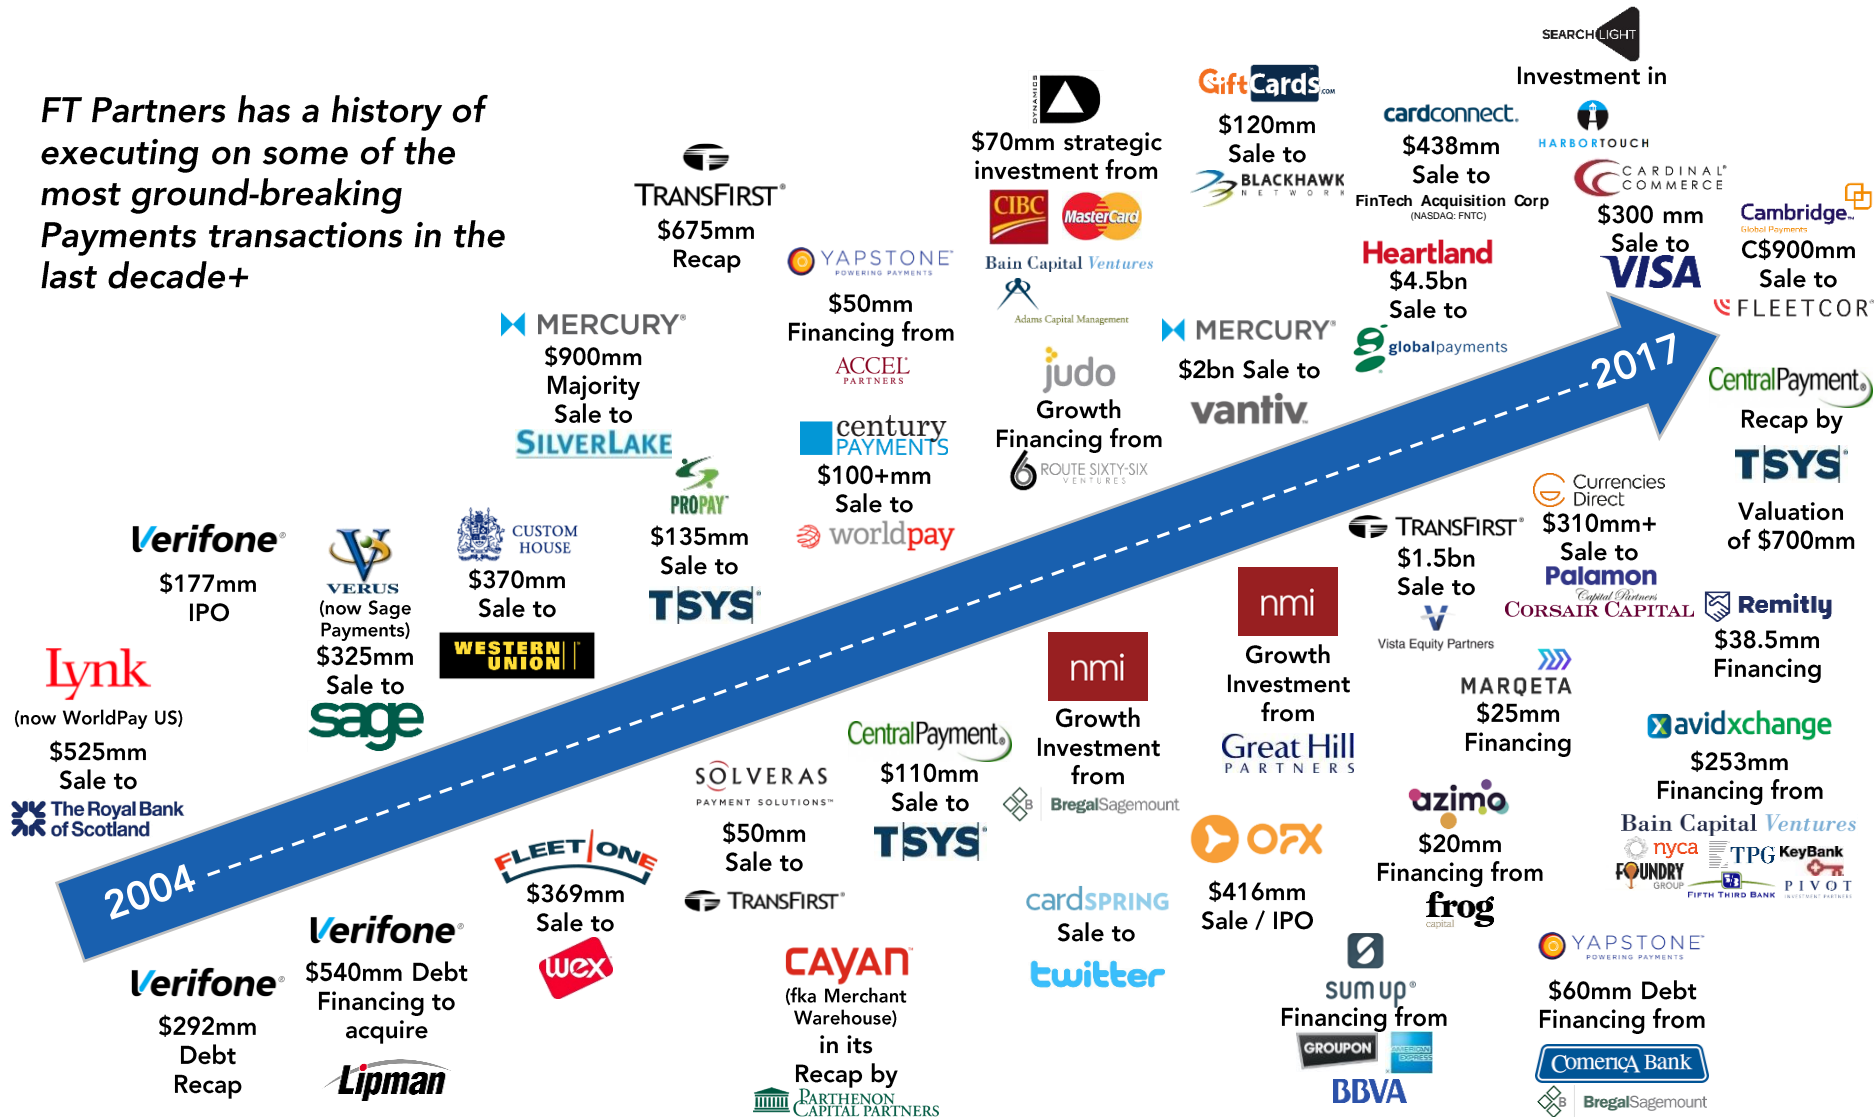 FT Partners has a history of
executing on some of the
most ground-breaking
Payments transactions in the
last decade+
2004
2017
Lynk
(now WorldPay US)
$525mm
Sale to
The Royal Bank
of Scotland
Verifone
$177mm
IPO
VERUS
(now Sage
Payments)
$325mm
Sale to
sage
CUSTOM
HOUSE
$370mm
Sale to
WESTERN
UNION
MERCURY
$900mm
Majority
Sale to
SILVERLAKE
PROPAY
$135mm
Sale to
TSYS
TRANSFIRST
$675mm
Recap
YAPSTONE
POWERING PAYMENTS
$50mm
Financing from
ACCEL
PARTNERS
century
PAYMENTS
$100+mm
Sale to
worldpay
DYNAMICS
$70mm strategic
investment from
CIBC
MasterCard
Bain Capital Ventures
Adams Capital Management
judo
Growth
Financing from
6 ROUTE SIXTY-SIX
VENTURES
GiftCards.COM
$120mm
Sale to
BLACKHAWK
NETWORK
MERCURY
$2bn Sale to
vantiv
cardconnect.
$438mm
Sale to
FinTech Acquisition Corp
(NASDAQ: FNTC)
Heartland
$4.5bn
Sale to
globalpayments
SEARCHLIGHT
Investment in
HARBORTOUCH
CARDINAL
COMMERCE
$300 mm
Sale to
VISA
Cambridge
Global Payments
C$900mm
Sale to
FLEETCOR
CentralPayment
Recap by
TSYS
Valuation
of $700mm
Verifone
$292mm
Debt
Recap
Verifone
$540mm Debt
Financing to
acquire
Lipman
FLEET ONE
$369mm
Sale to
wex
SOLVERAS
PAYMENT SOLUTIONS
$50mm
Sale to
TRANSFIRST
CAYAN
(fka Merchant
Warehouse)
in its
Recap by
PARTHENON
CAPITAL PARTNERS
CentralPayment
$110mm
Sale to
TSYS
nmi
Growth
Investment
from
B BregalSagemount
cardSPRING
Sale to
twitter
nmi
Growth
Investment
from
Great Hill
PARTNERS
OFX
$416mm
Sale / IPO
TRANSFIRST
$1.5bn
Sale to
Vista Equity Partners
Currencies
Direct
$310mm+
Sale to
Palamon
Capital Partners
CORSAIR CAPITAL
MARQETA
$25mm
Financing
azimo
$20mm
Financing from
frog
capital
sumup
Financing from
GROUPON
AMERICAN
EXPRESS
BBVA
Remitly
$38.5mm
Financing
avidxchange
$253mm
Financing from
Bain Capital Ventures
nyca
TPG
KeyBank
FOUNDRY
GROUP
FIFTH THIRD BANK
PIVOT
INVESTMENT PARTNERS
YAPSTONE
POWERING PAYMENTS
$60mm Debt
Financing from
ComericA Bank
B BregalSagemount